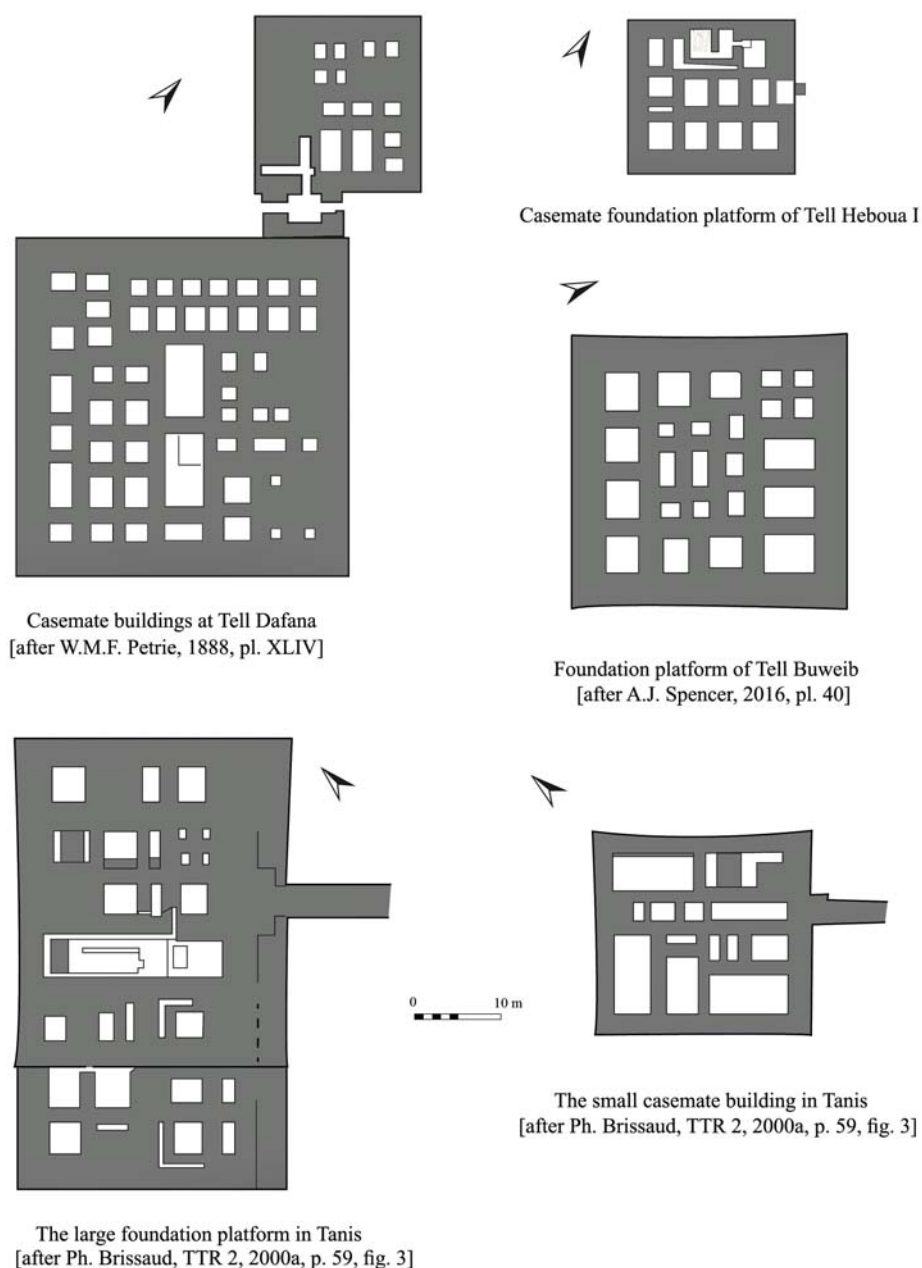 Casemate foundation platform of Tell Heboua I
Casemate buildings at Tell Dafana
[after W.M.F. Petrie, 1888, pl. XLIV]
Foundation platform of Tell Buweib
[after A.J. Spencer, 2016, pl. 40]
0 10 m
The small casemate building in Tanis
[after Ph. Brissaud, TTR 2, 2000a, p. 59, fig. 3]
The large foundation platform in Tanis
[after Ph. Brissaud, TTR 2, 2000a, p. 59, fig. 3]